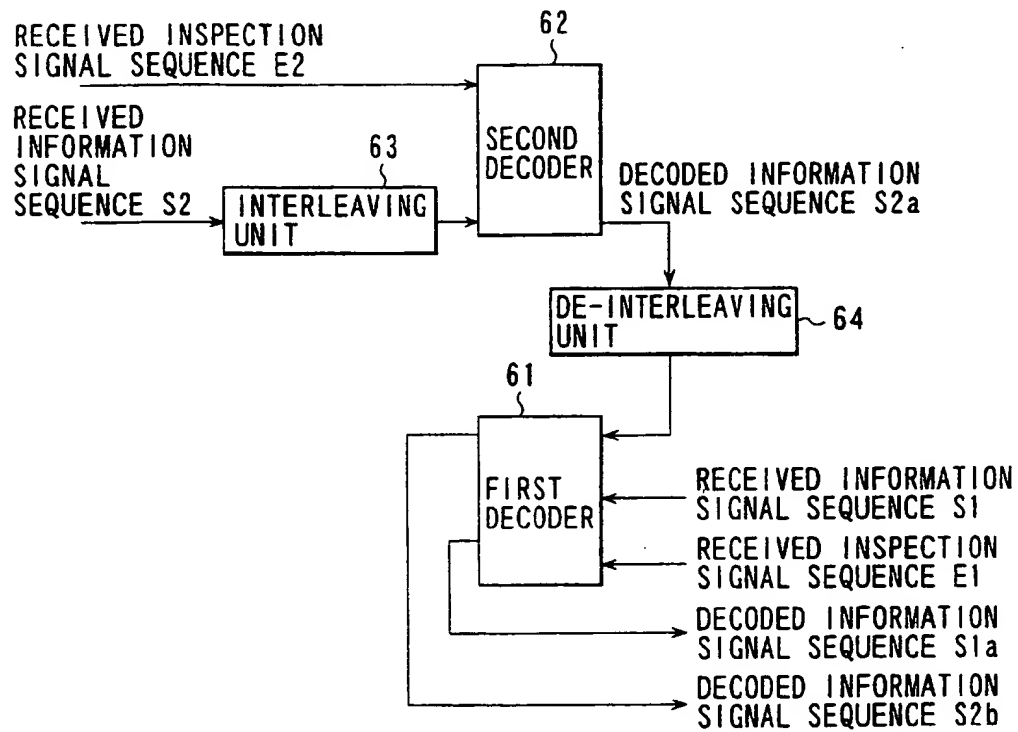 RECEIVED INSPECTION
SIGNAL SEQUENCE E2
62
RECEIVED
INFORMATION
SIGNAL
SEQUENCE S2
63
INTERLEAVING
UNIT
SECOND
DECODER
DECODED INFORMATION
SIGNAL SEQUENCE S2a
DE-INTERLEAVING
UNIT
64
61
FIRST
DECODER
RECEIVED INFORMATION
SIGNAL SEQUENCE S1
RECEIVED INSPECTION
SIGNAL SEQUENCE E1
DECODED INFORMATION
SIGNAL SEQUENCE S1a
DECODED INFORMATION
SIGNAL SEQUENCE S2b